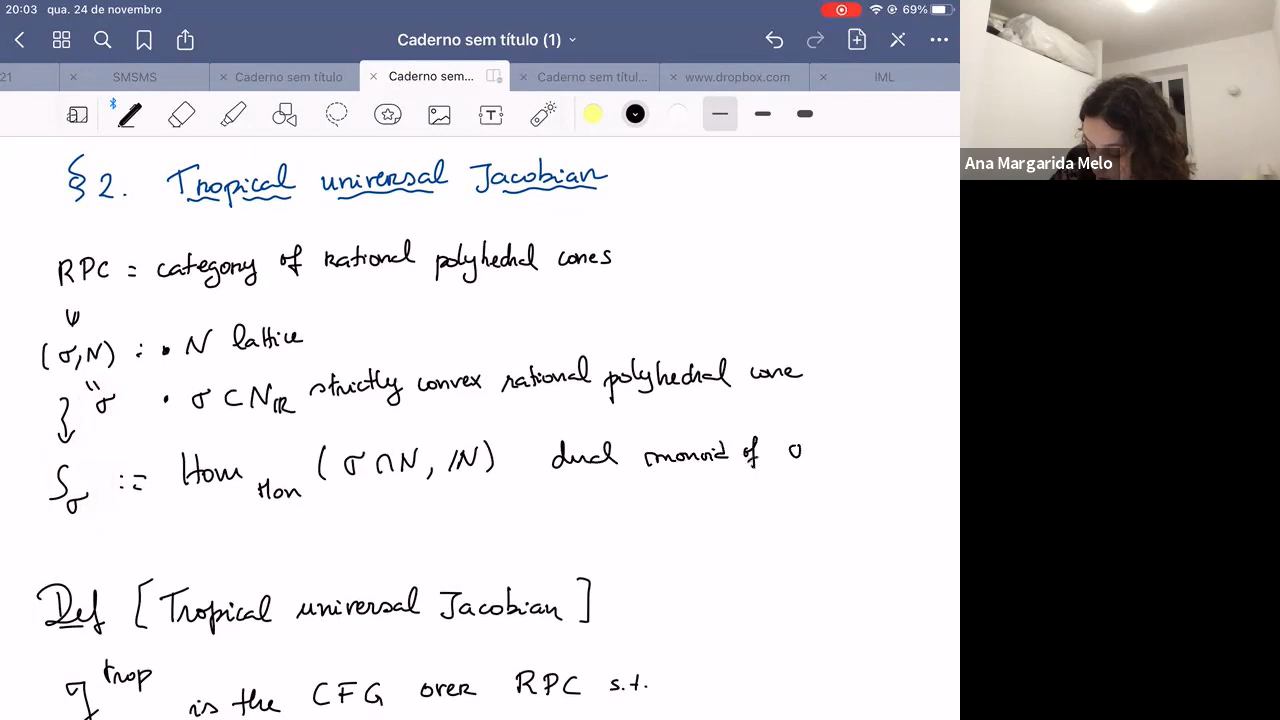 20:03 qua. 24 de novembro 69%
Caderno sem título (1)
21 SMSMS Caderno sem título Caderno sem... Caderno sem títul... www.dropbox.com IML
Ana Margarida Melo
§ 2. Tropical universal Jacobian
RPC = category of rational polyhedral cones
(σ, N) : • N lattice
"σ • σ ⊂ N_ℝ strictly convex rational polyhedral cone
S_σ := Hom_Mon (σ ∩ N, ℕ) dual monoid of σ
Def [Tropical universal Jacobian]
J^trop is the CFG over RPC s.t.